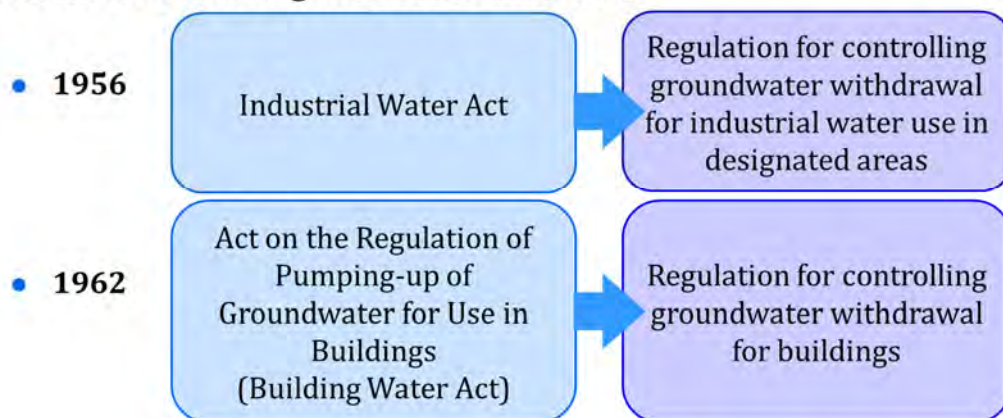 1956
Industrial Water Act
Regulation for controlling
groundwater withdrawal
for industrial water use in
designated areas
1962
Act on the Regulation of
Pumping-up of
Groundwater for Use in
Buildings
(Building Water Act)
Regulation for controlling
groundwater withdrawal
for buildings